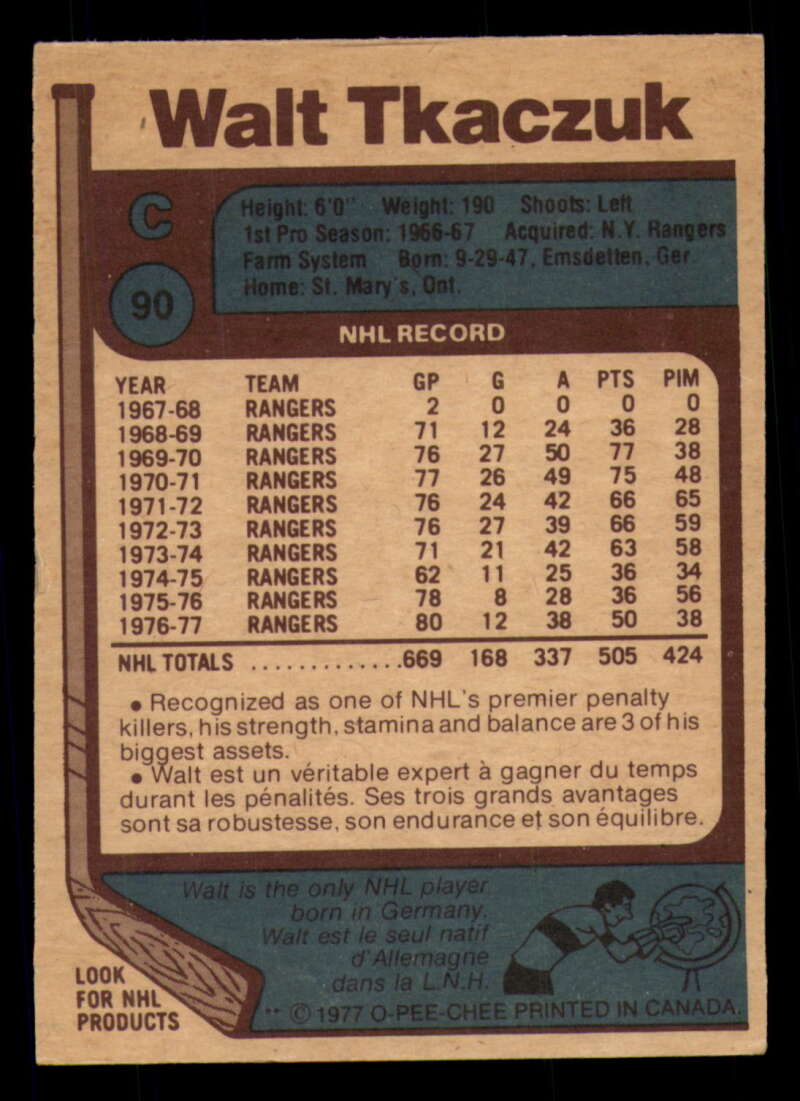 Walt Tkaczuk
C
Height: 6'0" Weight: 190 Shoots: Left
1st Pro Season: 1966-67 Acquired: N.Y. Rangers
Farm System Born: 9-29-47, Emsdetten, Ger
Home: St. Mary's, Ont.
90
NHL RECORD
YEAR TEAM GP G A PTS PIM
1967-68 RANGERS 2 0 0 0 0
1968-69 RANGERS 71 12 24 36 28
1969-70 RANGERS 76 27 50 77 38
1970-71 RANGERS 77 26 49 75 48
1971-72 RANGERS 76 24 42 66 65
1972-73 RANGERS 76 27 39 66 59
1973-74 RANGERS 71 21 42 63 58
1974-75 RANGERS 62 11 25 36 34
1975-76 RANGERS 78 8 28 36 56
1976-77 RANGERS 80 12 38 50 38
NHL TOTALS .............669 168 337 505 424
• Recognized as one of NHL's premier penalty
killers, his strength, stamina and balance are 3 of his
biggest assets.
• Walt est un véritable expert à gagner du temps
durant les pénalités. Ses trois grands avantages
sont sa robustesse, son endurance et son équilibre.
Walt is the only NHL player
born in Germany.
Walt est le seul natif
d'Allemagne
dans la L.N.H.
LOOK
FOR NHL
PRODUCTS
** © 1977 O-PEE-CHEE PRINTED IN CANADA.